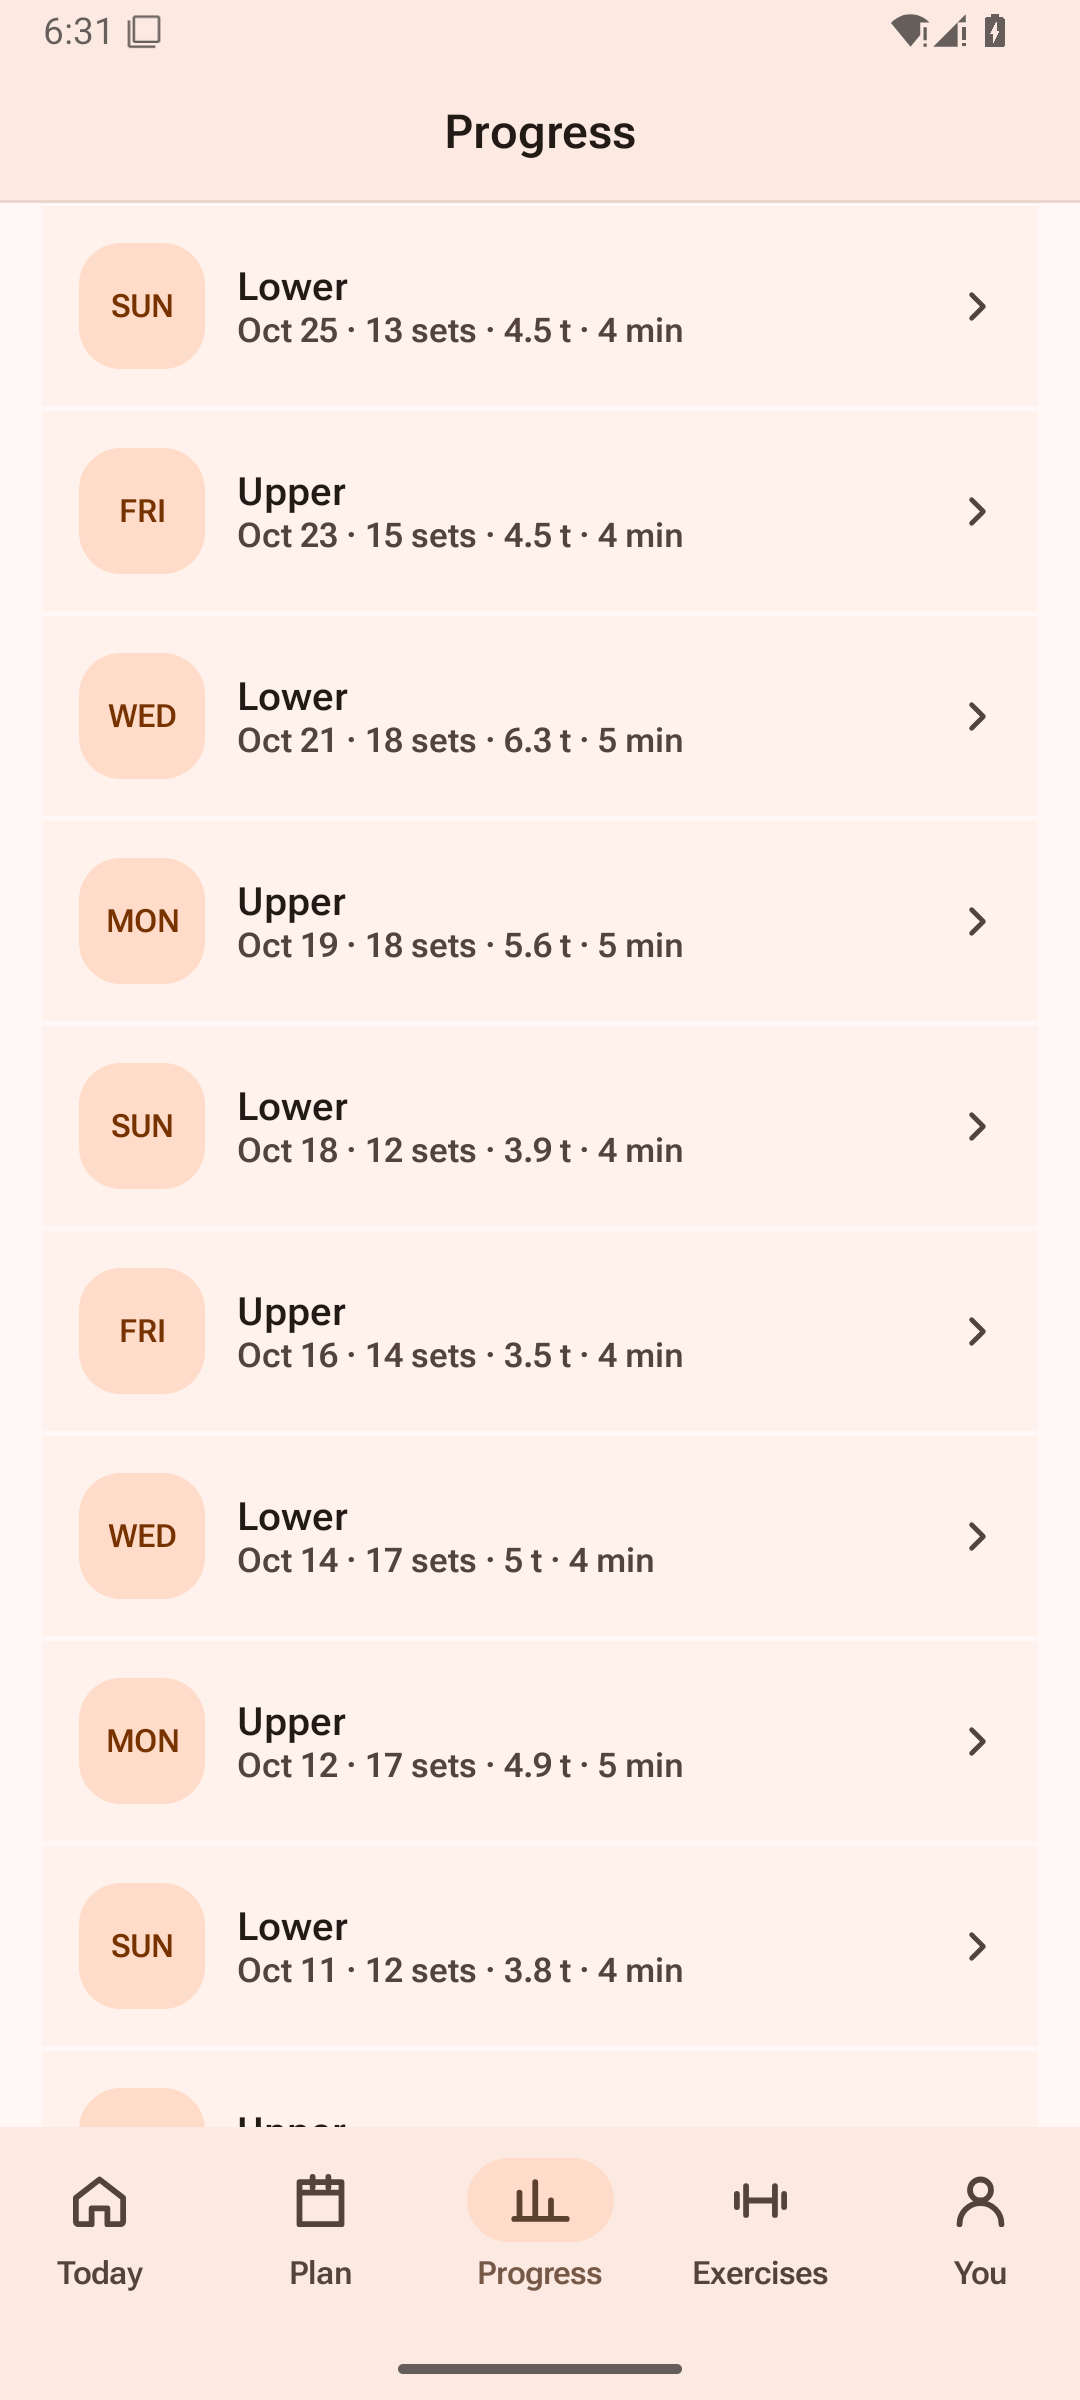 6:31
Progress
SUN
Lower
Oct 25 · 13 sets · 4.5 t · 4 min
FRI
Upper
Oct 23 · 15 sets · 4.5 t · 4 min
WED
Lower
Oct 21 · 18 sets · 6.3 t · 5 min
MON
Upper
Oct 19 · 18 sets · 5.6 t · 5 min
SUN
Lower
Oct 18 · 12 sets · 3.9 t · 4 min
FRI
Upper
Oct 16 · 14 sets · 3.5 t · 4 min
WED
Lower
Oct 14 · 17 sets · 5 t · 4 min
MON
Upper
Oct 12 · 17 sets · 4.9 t · 5 min
SUN
Lower
Oct 11 · 12 sets · 3.8 t · 4 min
Upper
Today
Plan
Progress
Exercises
You